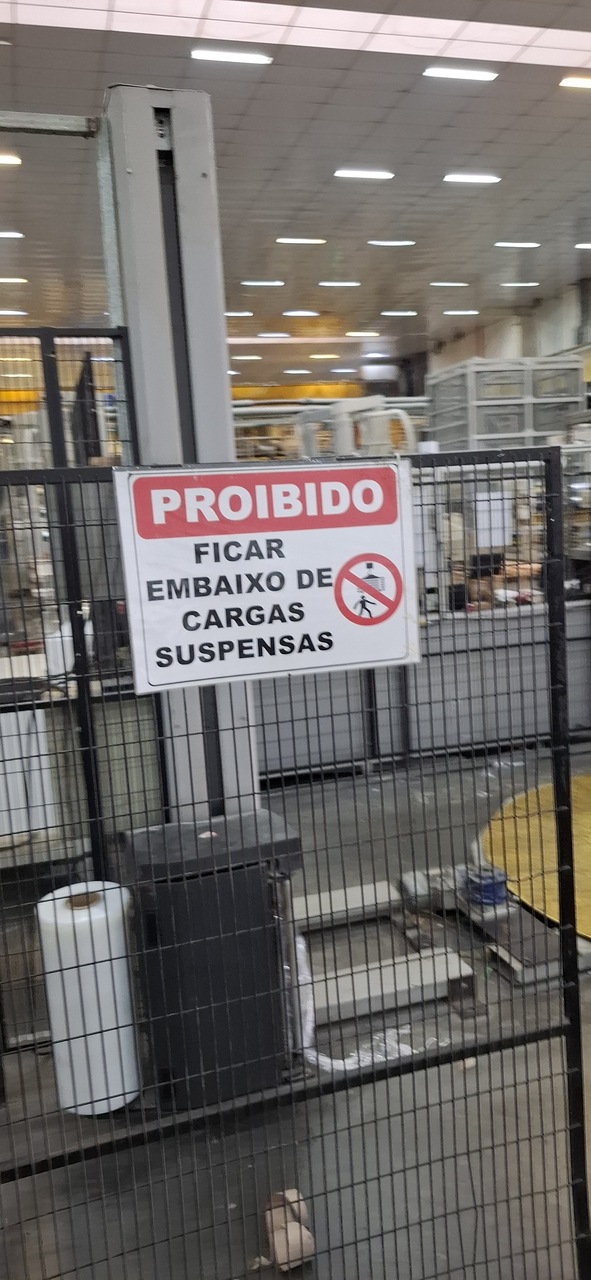 PROIBIDO
FICAR
EMBAIXO DE
CARGAS
SUSPENSAS